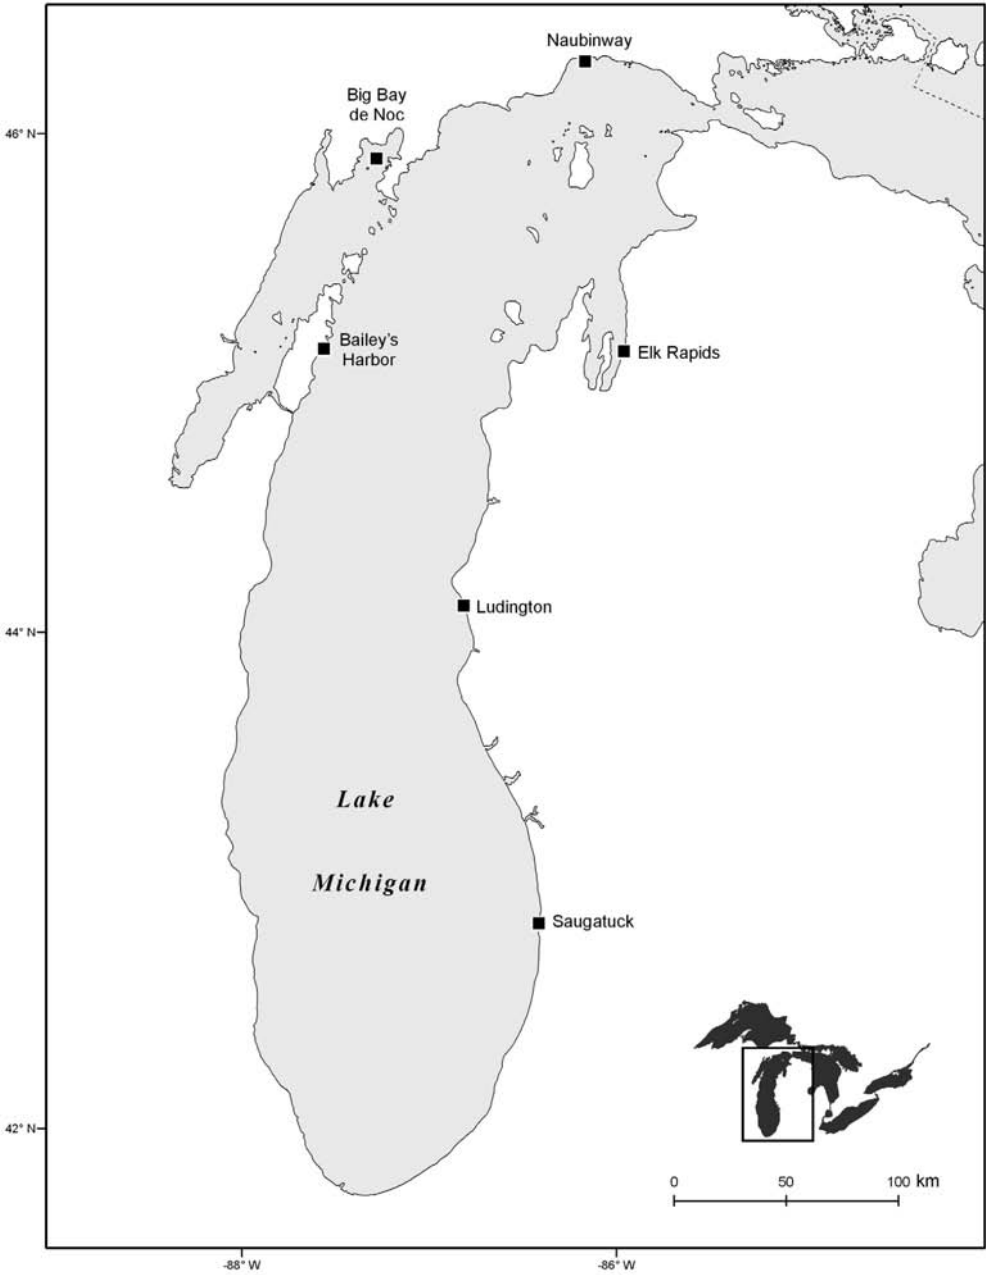 Naubinway
Big Bay
de Noc
46° N
Bailey's
Harbor
Elk Rapids
Ludington
44° N
Lake
Michigan
Saugatuck
42° N
0 50 100 km
-88° W -86° W